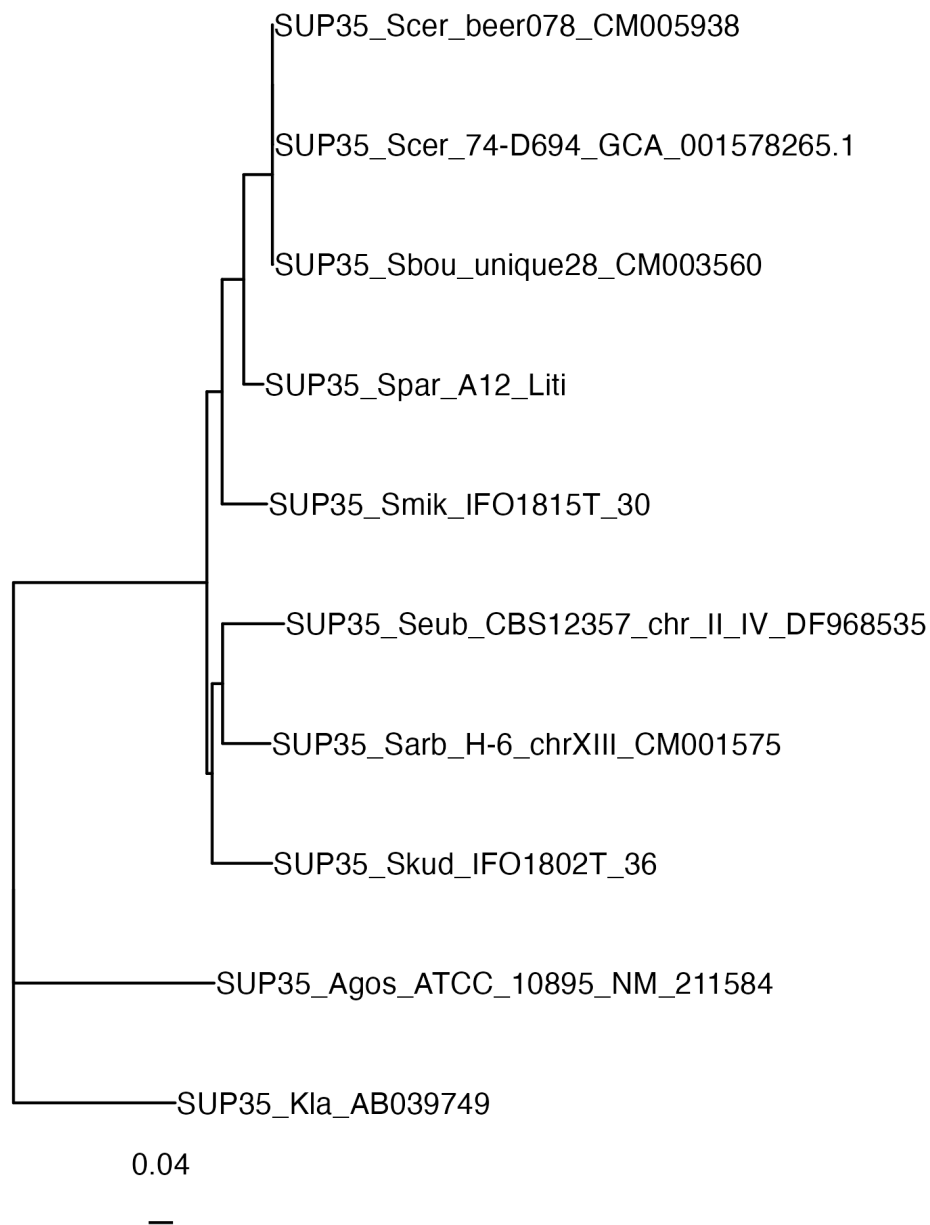 SUP35_Scer_beer078_CM005938
SUP35_Scer_74-D694_GCA_001578265.1
SUP35_Sbou_unique28_CM003560
SUP35_Spar_A12_Liti
SUP35_Smik_IFO1815T_30
SUP35_Seub_CBS12357_chr_II_IV_DF968535
SUP35_Sarb_H-6_chrXIII_CM001575
SUP35_Skud_IFO1802T_36
SUP35_Agos_ATCC_10895_NM_211584
SUP35_Kla_AB039749
0.04